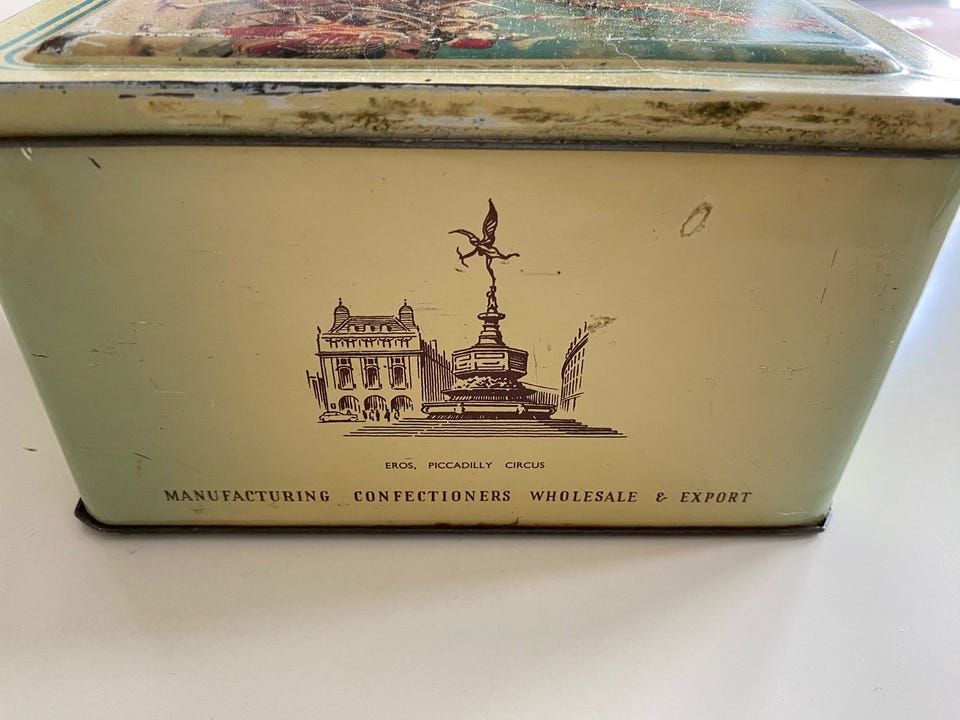 EROS, PICCADILLY CIRCUS
MANUFACTURING CONFECTIONERS WHOLESALE & EXPORT